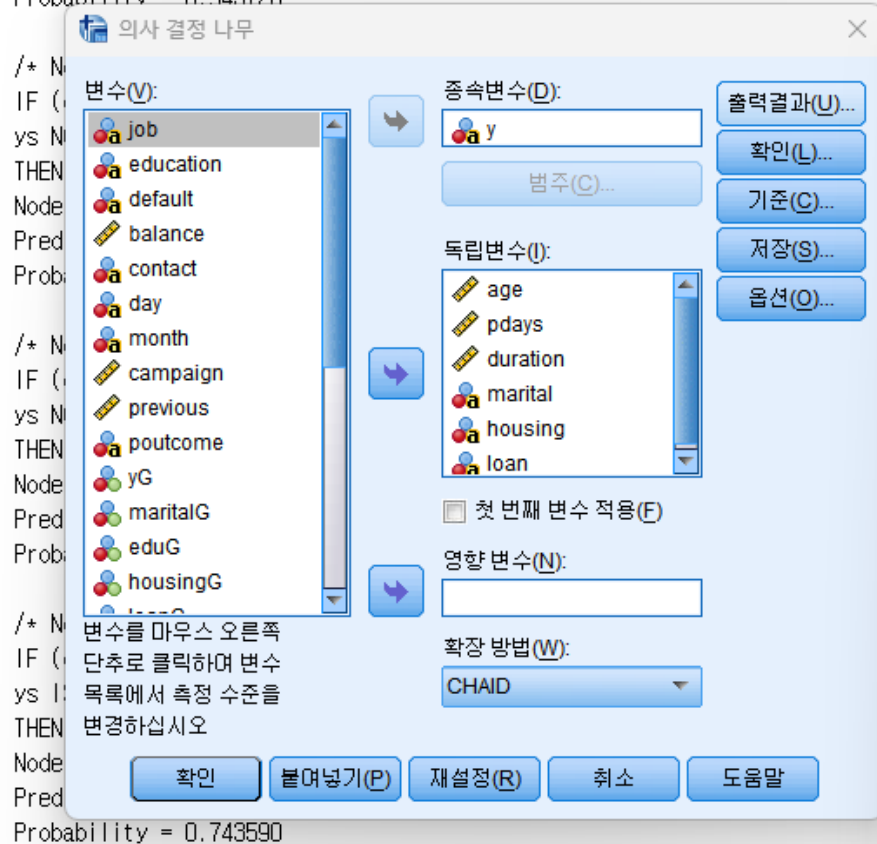 의사 결정 나무
/* N
IF (
ys N
THEN
Node
Pred
Prob
/* N
IF (
ys N
THEN
Node
Pred
Prob
/* N
IF (
ys I
THEN
Node
Pred
Probability = 0.743590
변수(V):
job
education
default
balance
contact
day
month
campaign
previous
poutcome
yG
maritalG
eduG
housingG
변수를 마우스 오른쪽
단추로 클릭하여 변수
목록에서 측정 수준을
변경하십시오
종속변수(D):
y
범주(C)...
독립변수(I):
age
pdays
duration
marital
housing
loan
첫 번째 변수 적용(F)
영향 변수(N):
확장 방법(W):
CHAID
출력결과(U)...
확인(L)...
기준(C)...
저장(S)...
옵션(O)...
확인
붙여넣기(P)
재설정(R)
취소
도움말